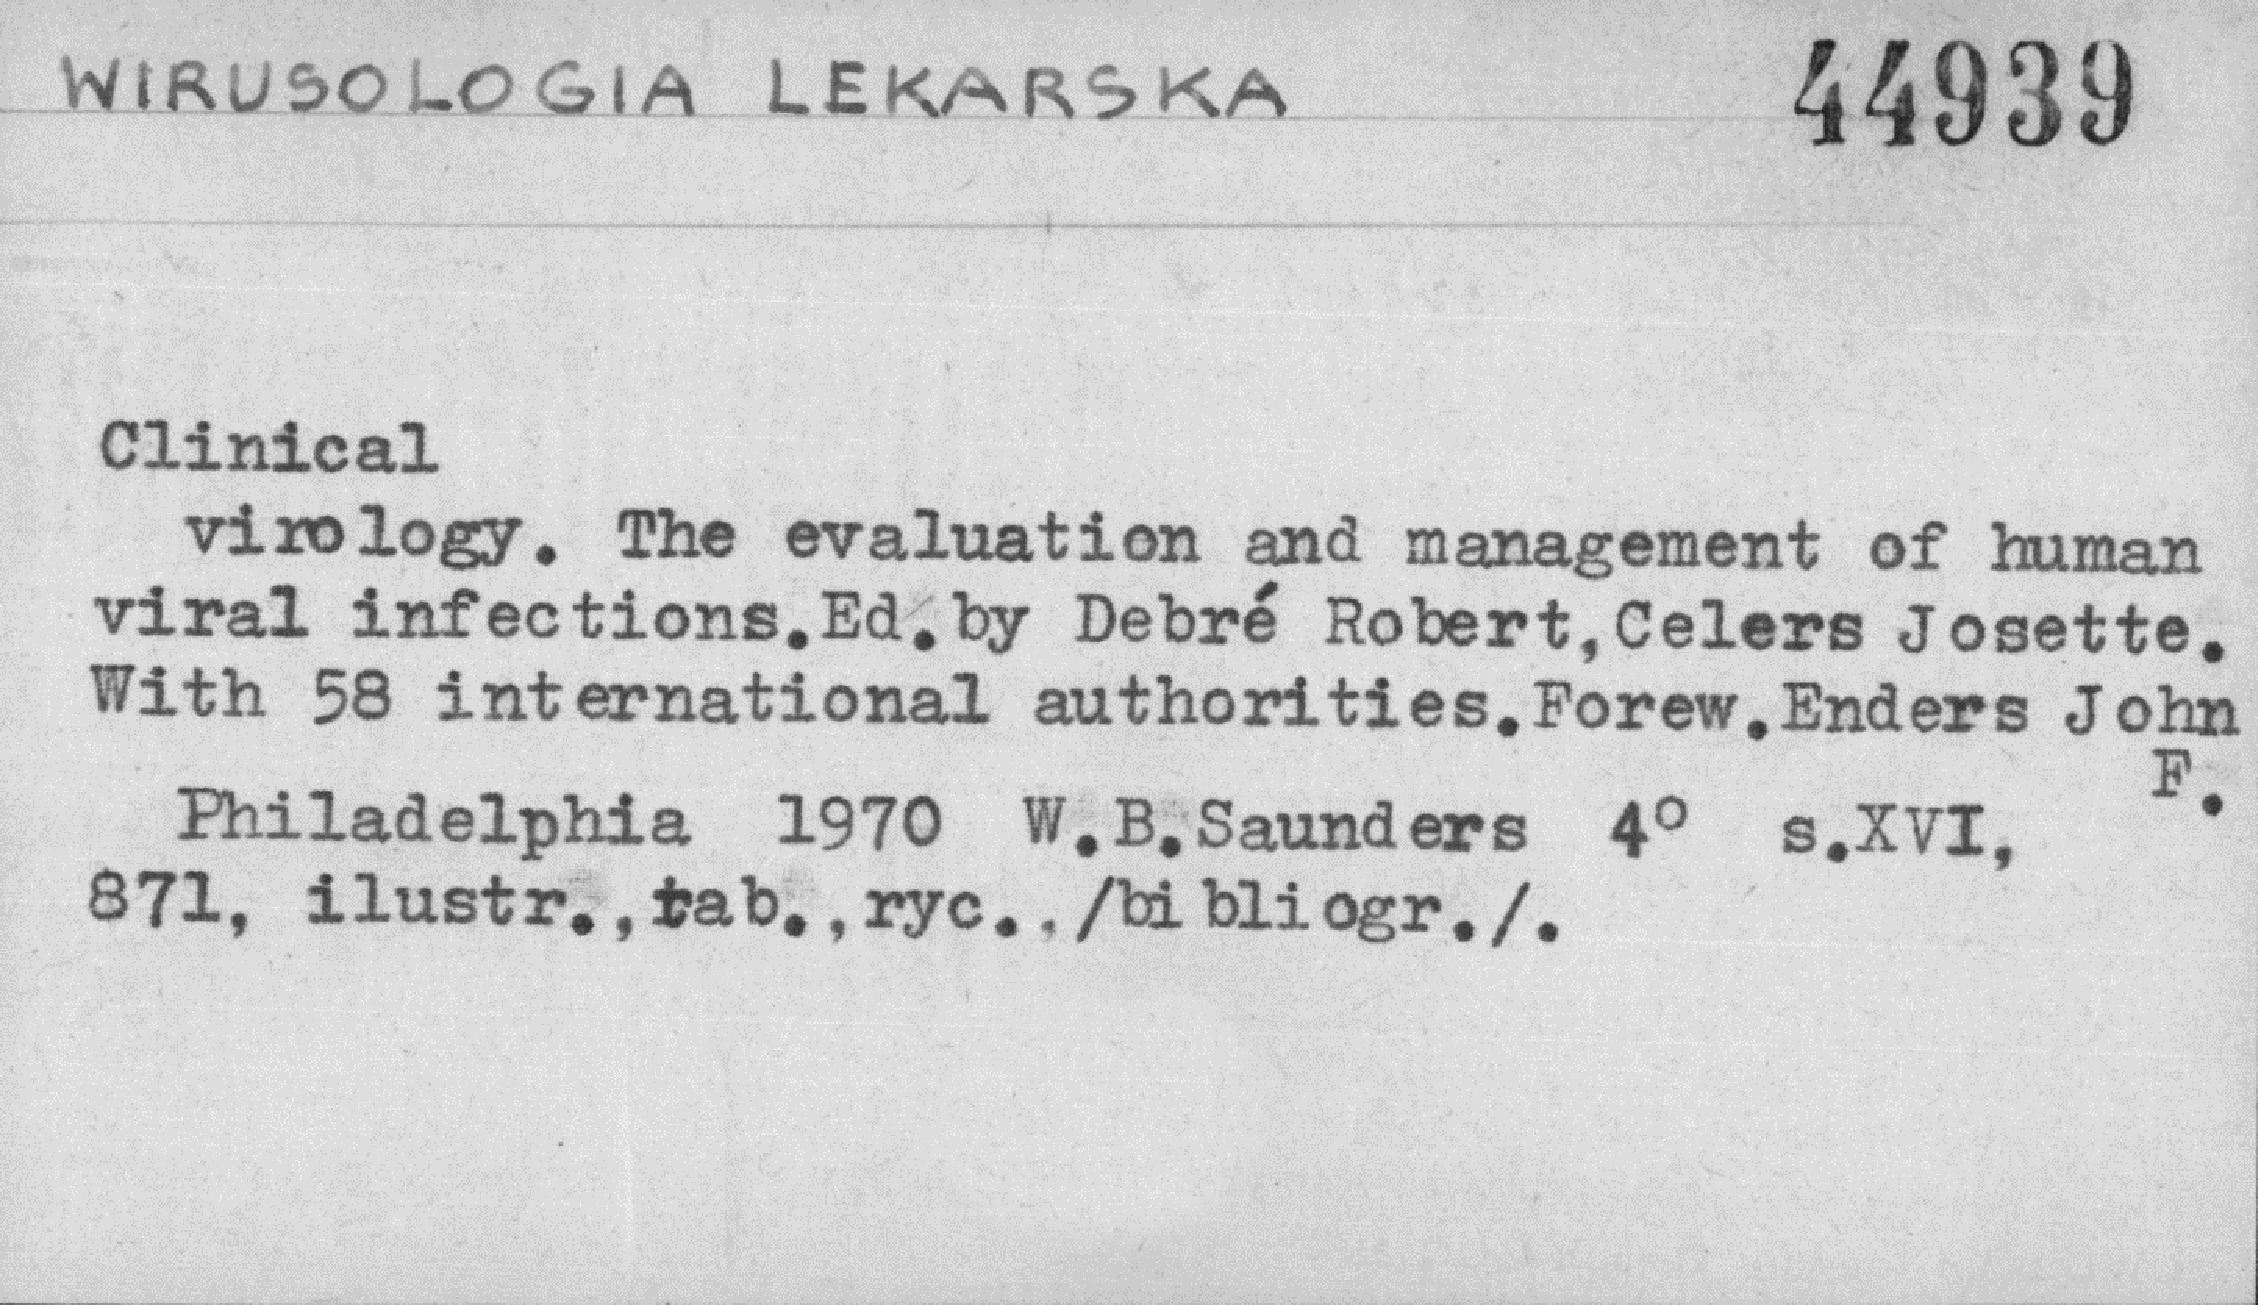 WIRUSOLOGIA LEKARSKA 44939
Clinical
virology. The evaluation and management of human
viral infections.Ed.by Debré Robert,Celers Josette.
With 58 international authorities.Forew.Enders John
F.
Philadelphia 1970 W.B.Saunders 4º s.XVI,
871, ilustr.,tab.,ryc.,/bibliogr./.